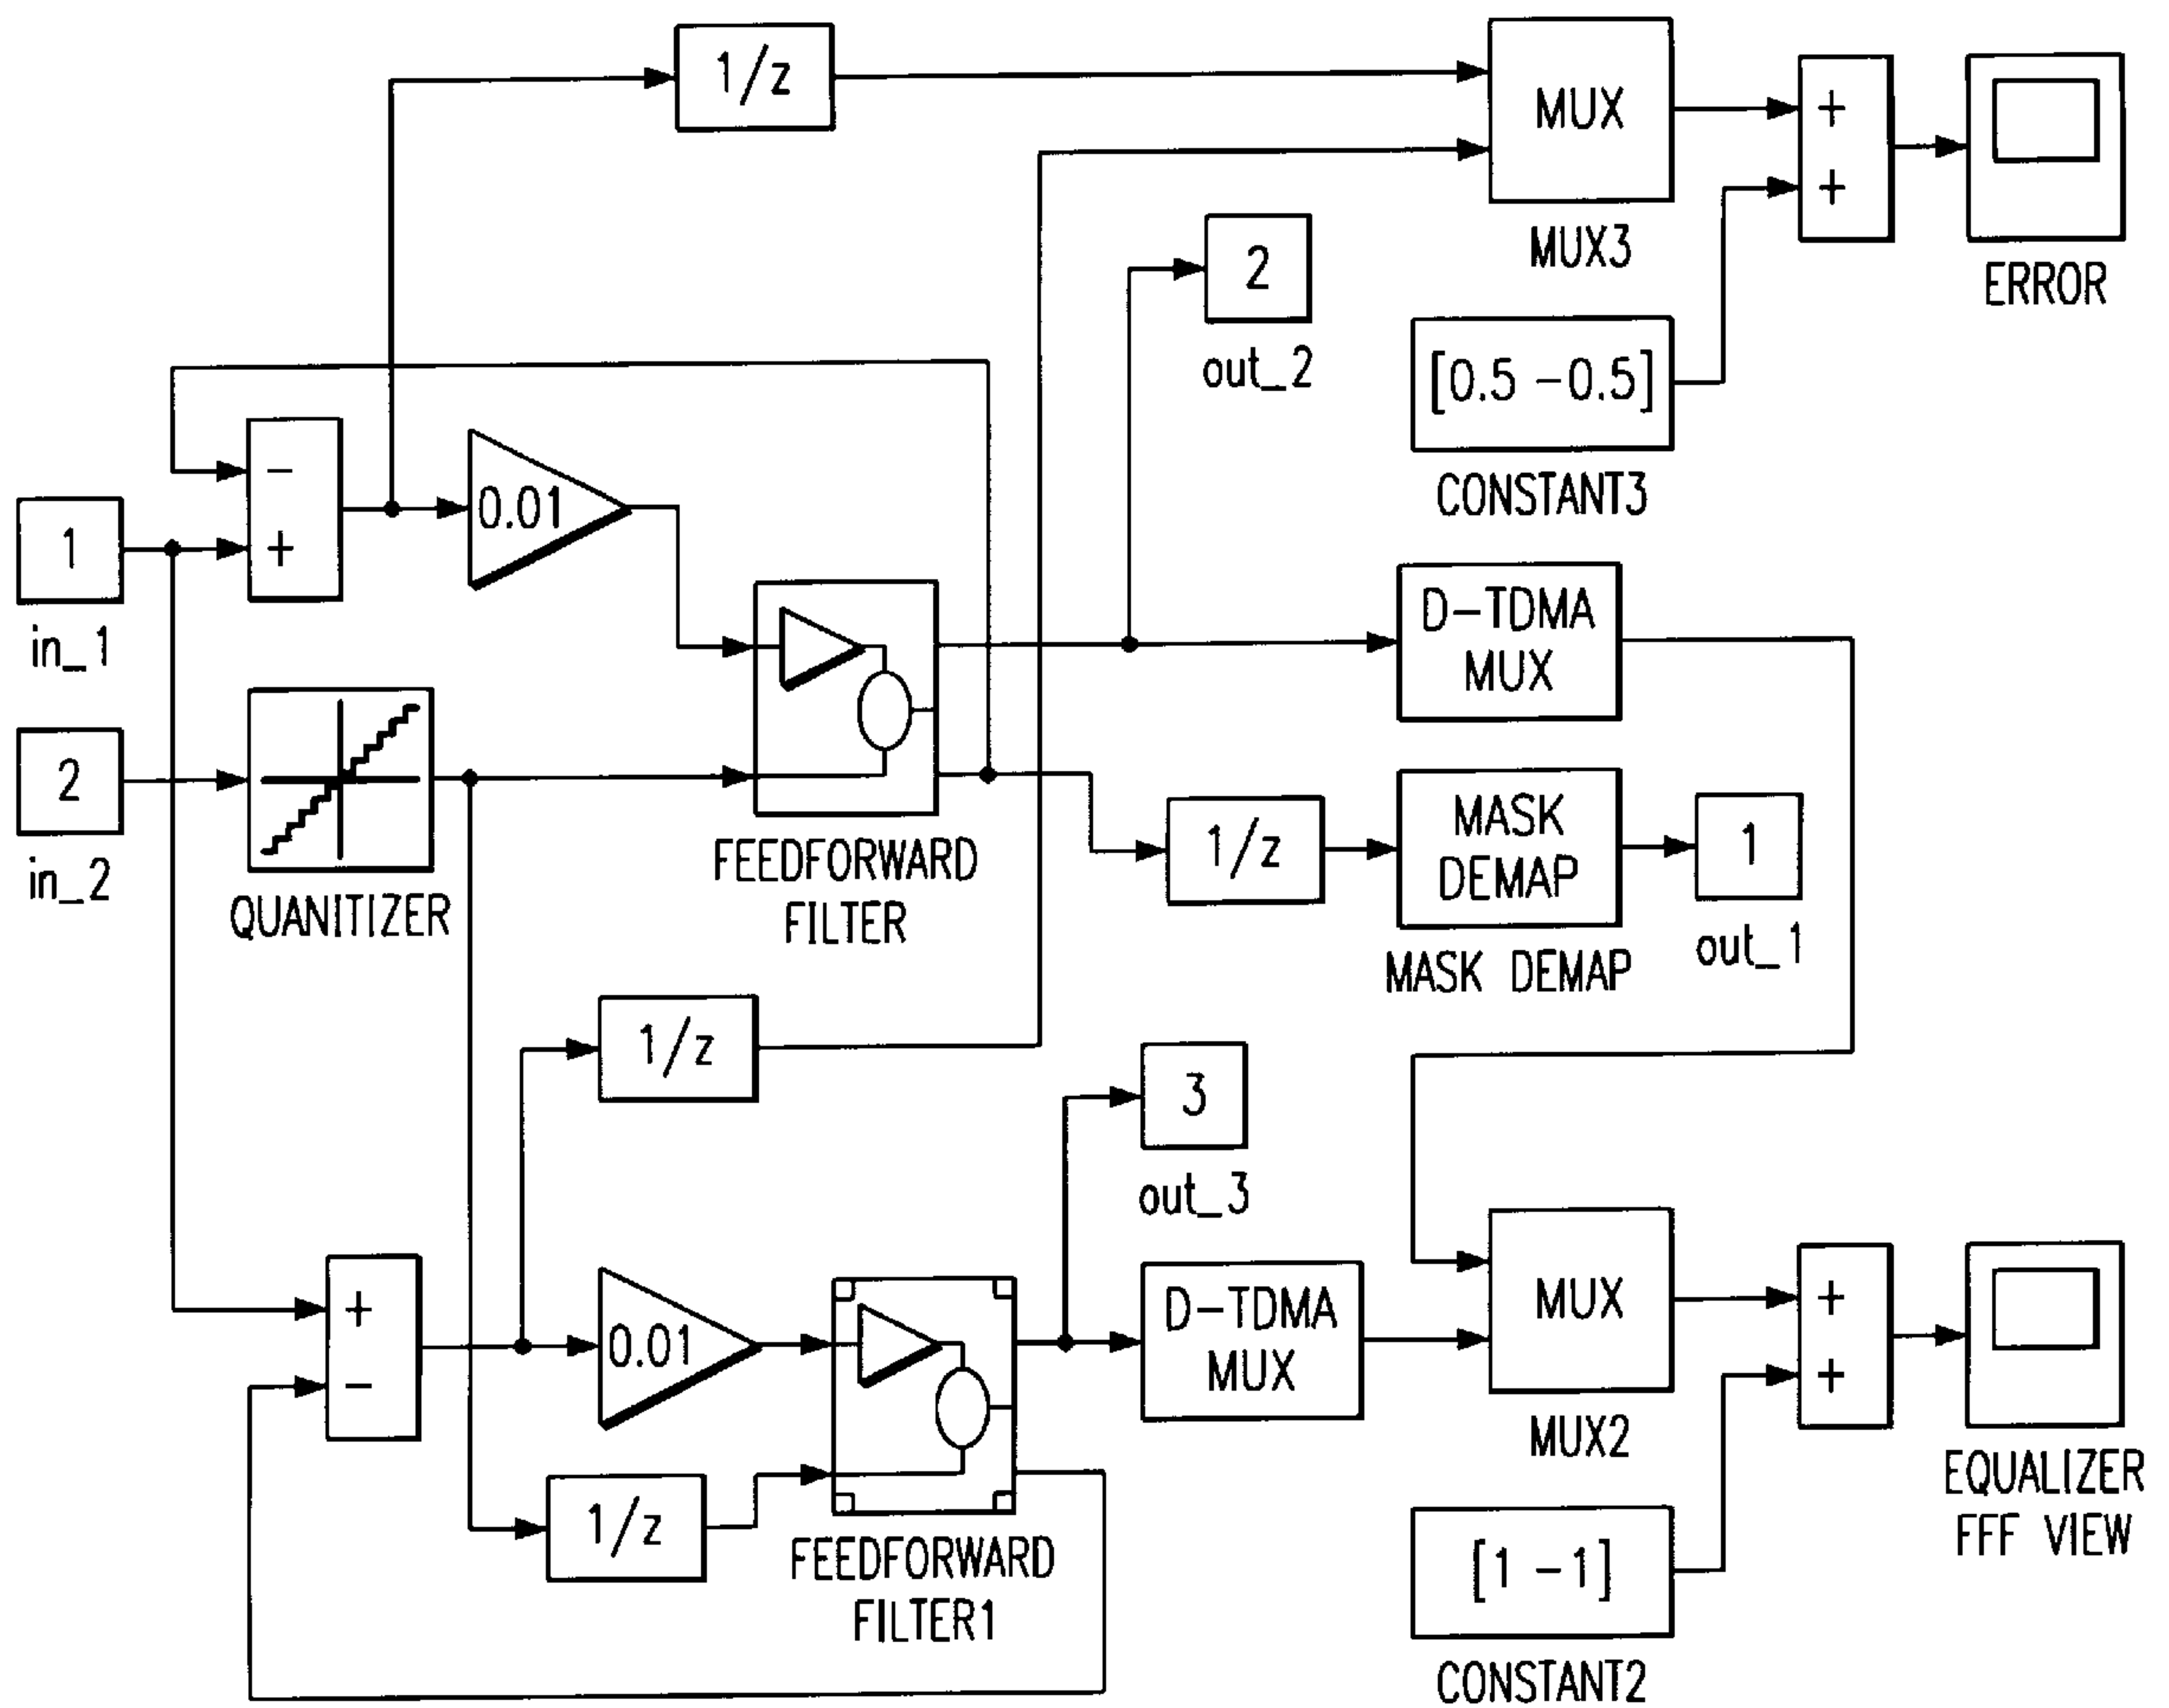 1/z
MUX
MUX3
+
+
ERROR
2
out_2
[0.5 -0.5]
CONSTANT3
-
+
0.01
1
in_1
D-TDMA
MUX
2
in_2
QUANITIZER
FEEDFORWARD
FILTER
1/z
MASK
DEMAP
MASK DEMAP
1
out_1
1/z
3
out_3
+
-
0.01
1/z
FEEDFORWARD
FILTER1
D-TDMA
MUX
MUX
MUX2
+
+
EQUALIZER
FFF VIEW
[1 -1]
CONSTANT2